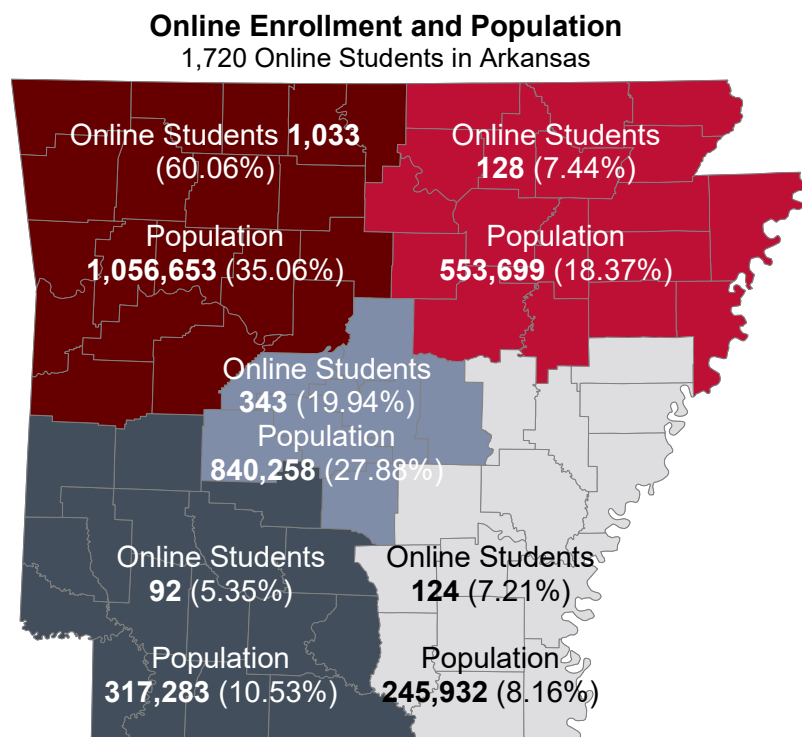 Online Enrollment and Population
1,720 Online Students in Arkansas
Online Students 1,033
(60.06%)
Population
1,056,653 (35.06%)
Online Students
128 (7.44%)
Population
553,699 (18.37%)
Online Students
343 (19.94%)
Population
840,258 (27.88%)
Online Students
92 (5.35%)
Population
317,283 (10.53%)
Online Students
124 (7.21%)
Population
245,932 (8.16%)